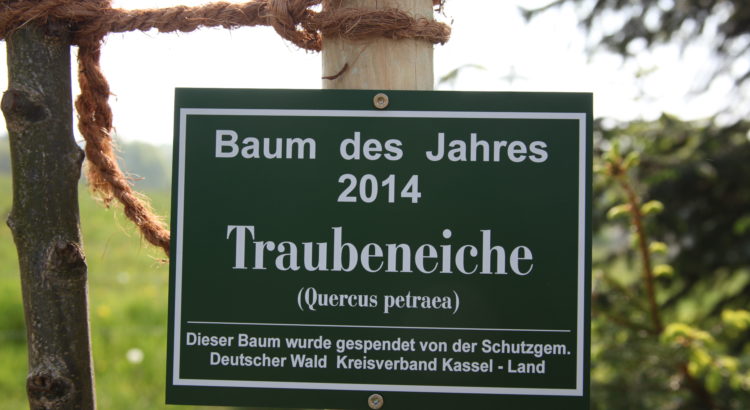 Baum des Jahres
2014
Traubeneiche
(Quercus petraea)
Dieser Baum wurde gespendet von der Schutzgem.
Deutscher Wald Kreisverband Kassel - Land